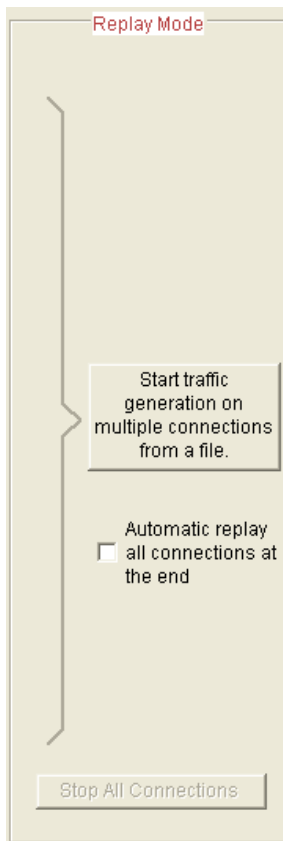 Replay Mode
Start traffic
generation on
multiple connections
from a file.
Automatic replay
all connections at
the end
Stop All Connections